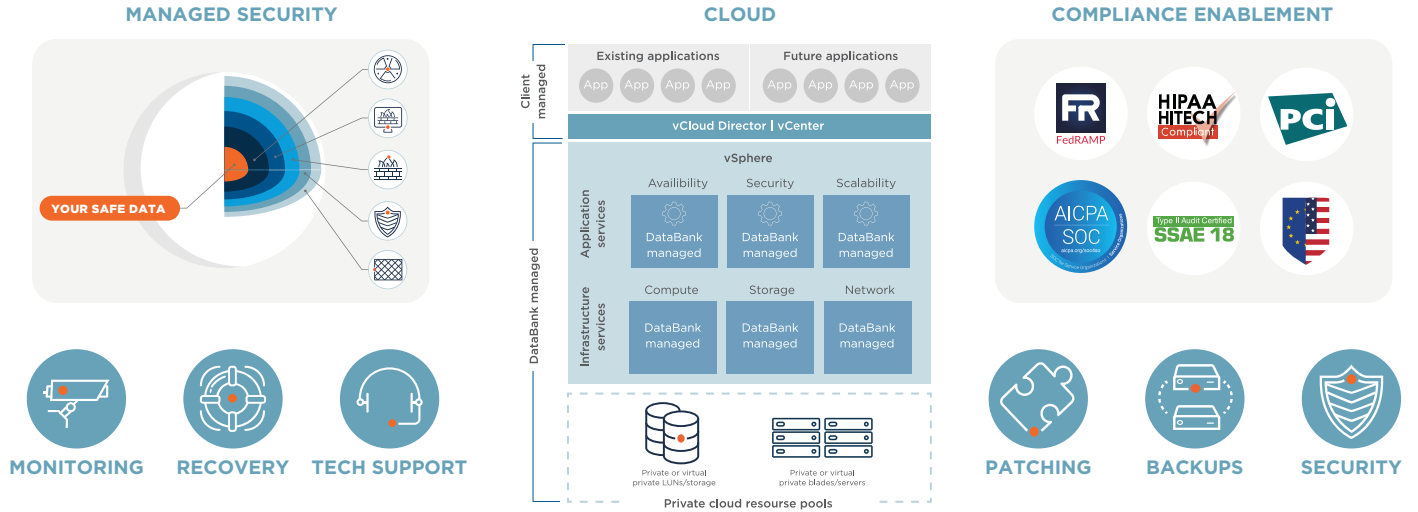 MANAGED SECURITY
YOUR SAFE DATA
MONITORING
RECOVERY
TECH SUPPORT
CLOUD
Client
managed
Existing applications
App App App App
Future applications
App App App App
vCloud Director | vCenter
DataBank managed
vSphere
Application
services
Availibility
Security
Scalability
DataBank
managed
DataBank
managed
DataBank
managed
Infrastructure
services
Compute
Storage
Network
DataBank
managed
DataBank
managed
DataBank
managed
Private or virtual
private LUNs/storage
Private or virtual
private blades/servers
Private cloud resourse pools
COMPLIANCE ENABLEMENT
FR
FedRAMP
HIPAA
HITECH
Compliant
PCi
AICPA
SOC
aicpa.org/soc4so
Type II Audit Certified
SSAE 18
PATCHING
BACKUPS
SECURITY